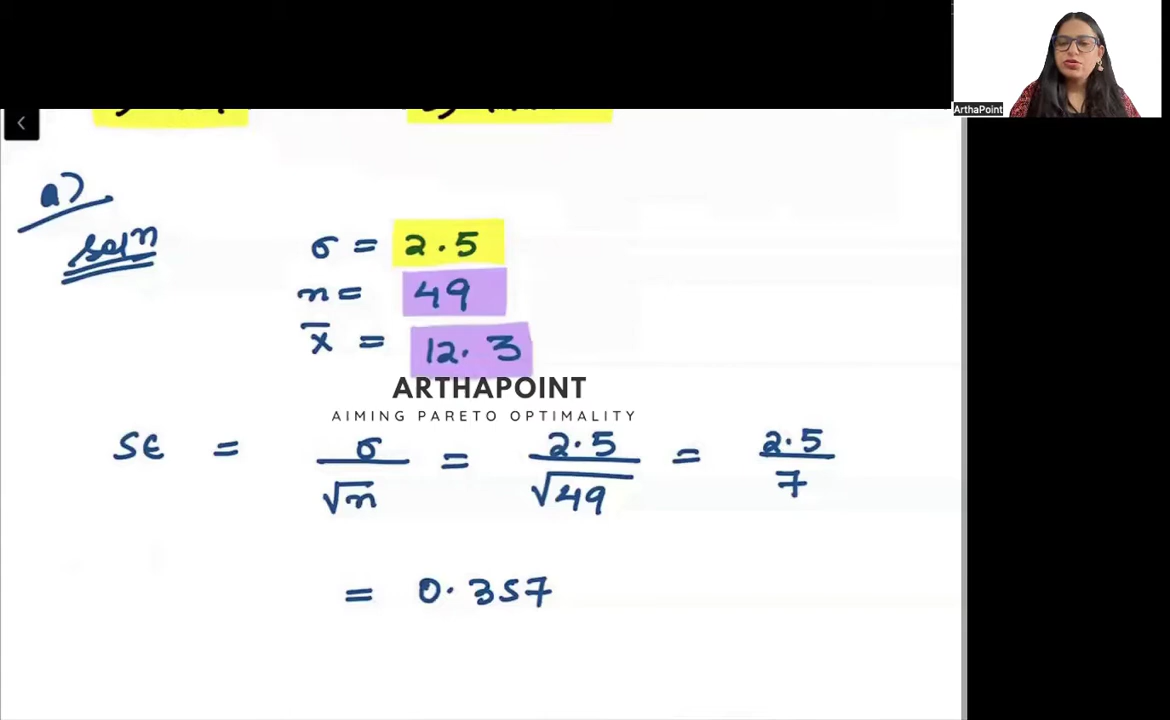 ArthaPoint
a)
Solⁿ
σ = 2.5
n = 49
x̅ = 12.3
ARTHAPOINT
AIMING PARETO OPTIMALITY
SE = σ/√n = 2.5/√49 = 2.5/7
= 0.357